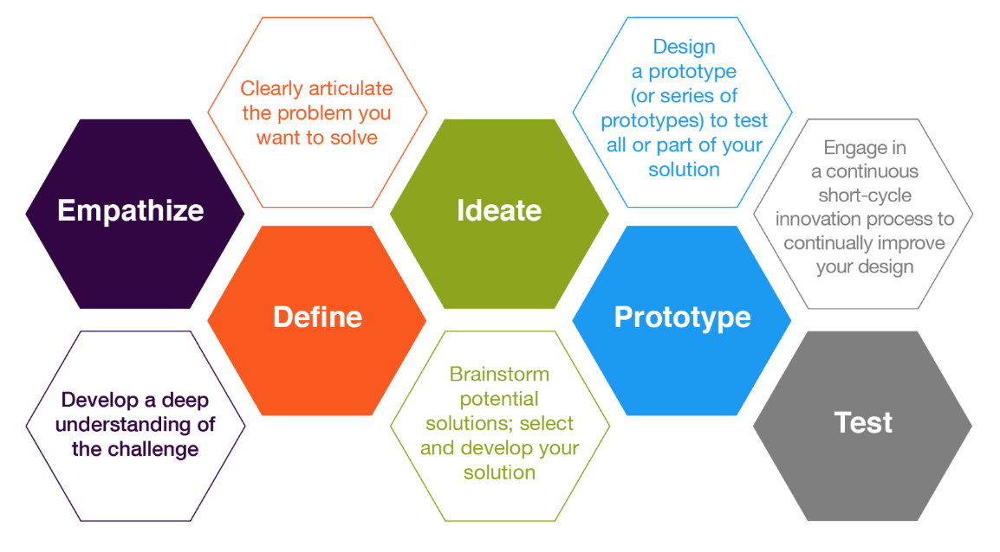 Empathize
Develop a deep
understanding of
the challenge
Clearly articulate
the problem you
want to solve
Define
Ideate
Brainstorm
potential
solutions; select
and develop your
solution
Design
a prototype
(or series of
prototypes) to test
all or part of your
solution
Prototype
Engage in
a continuous
short-cycle
innovation process to
continually improve
your design
Test